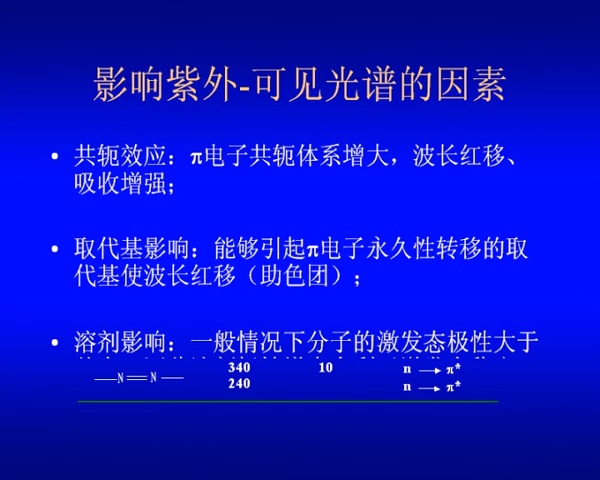 影响紫外-可见光谱的因素
• 共轭效应：π电子共轭体系增大，波长红移、
吸收增强；
• 取代基影响：能够引起π电子永久性转移的取
代基使波长红移（助色团）；
• 溶剂影响：一般情况下分子的激发态极性大于
—N═N— 340 10 n → π*
240 n → π*